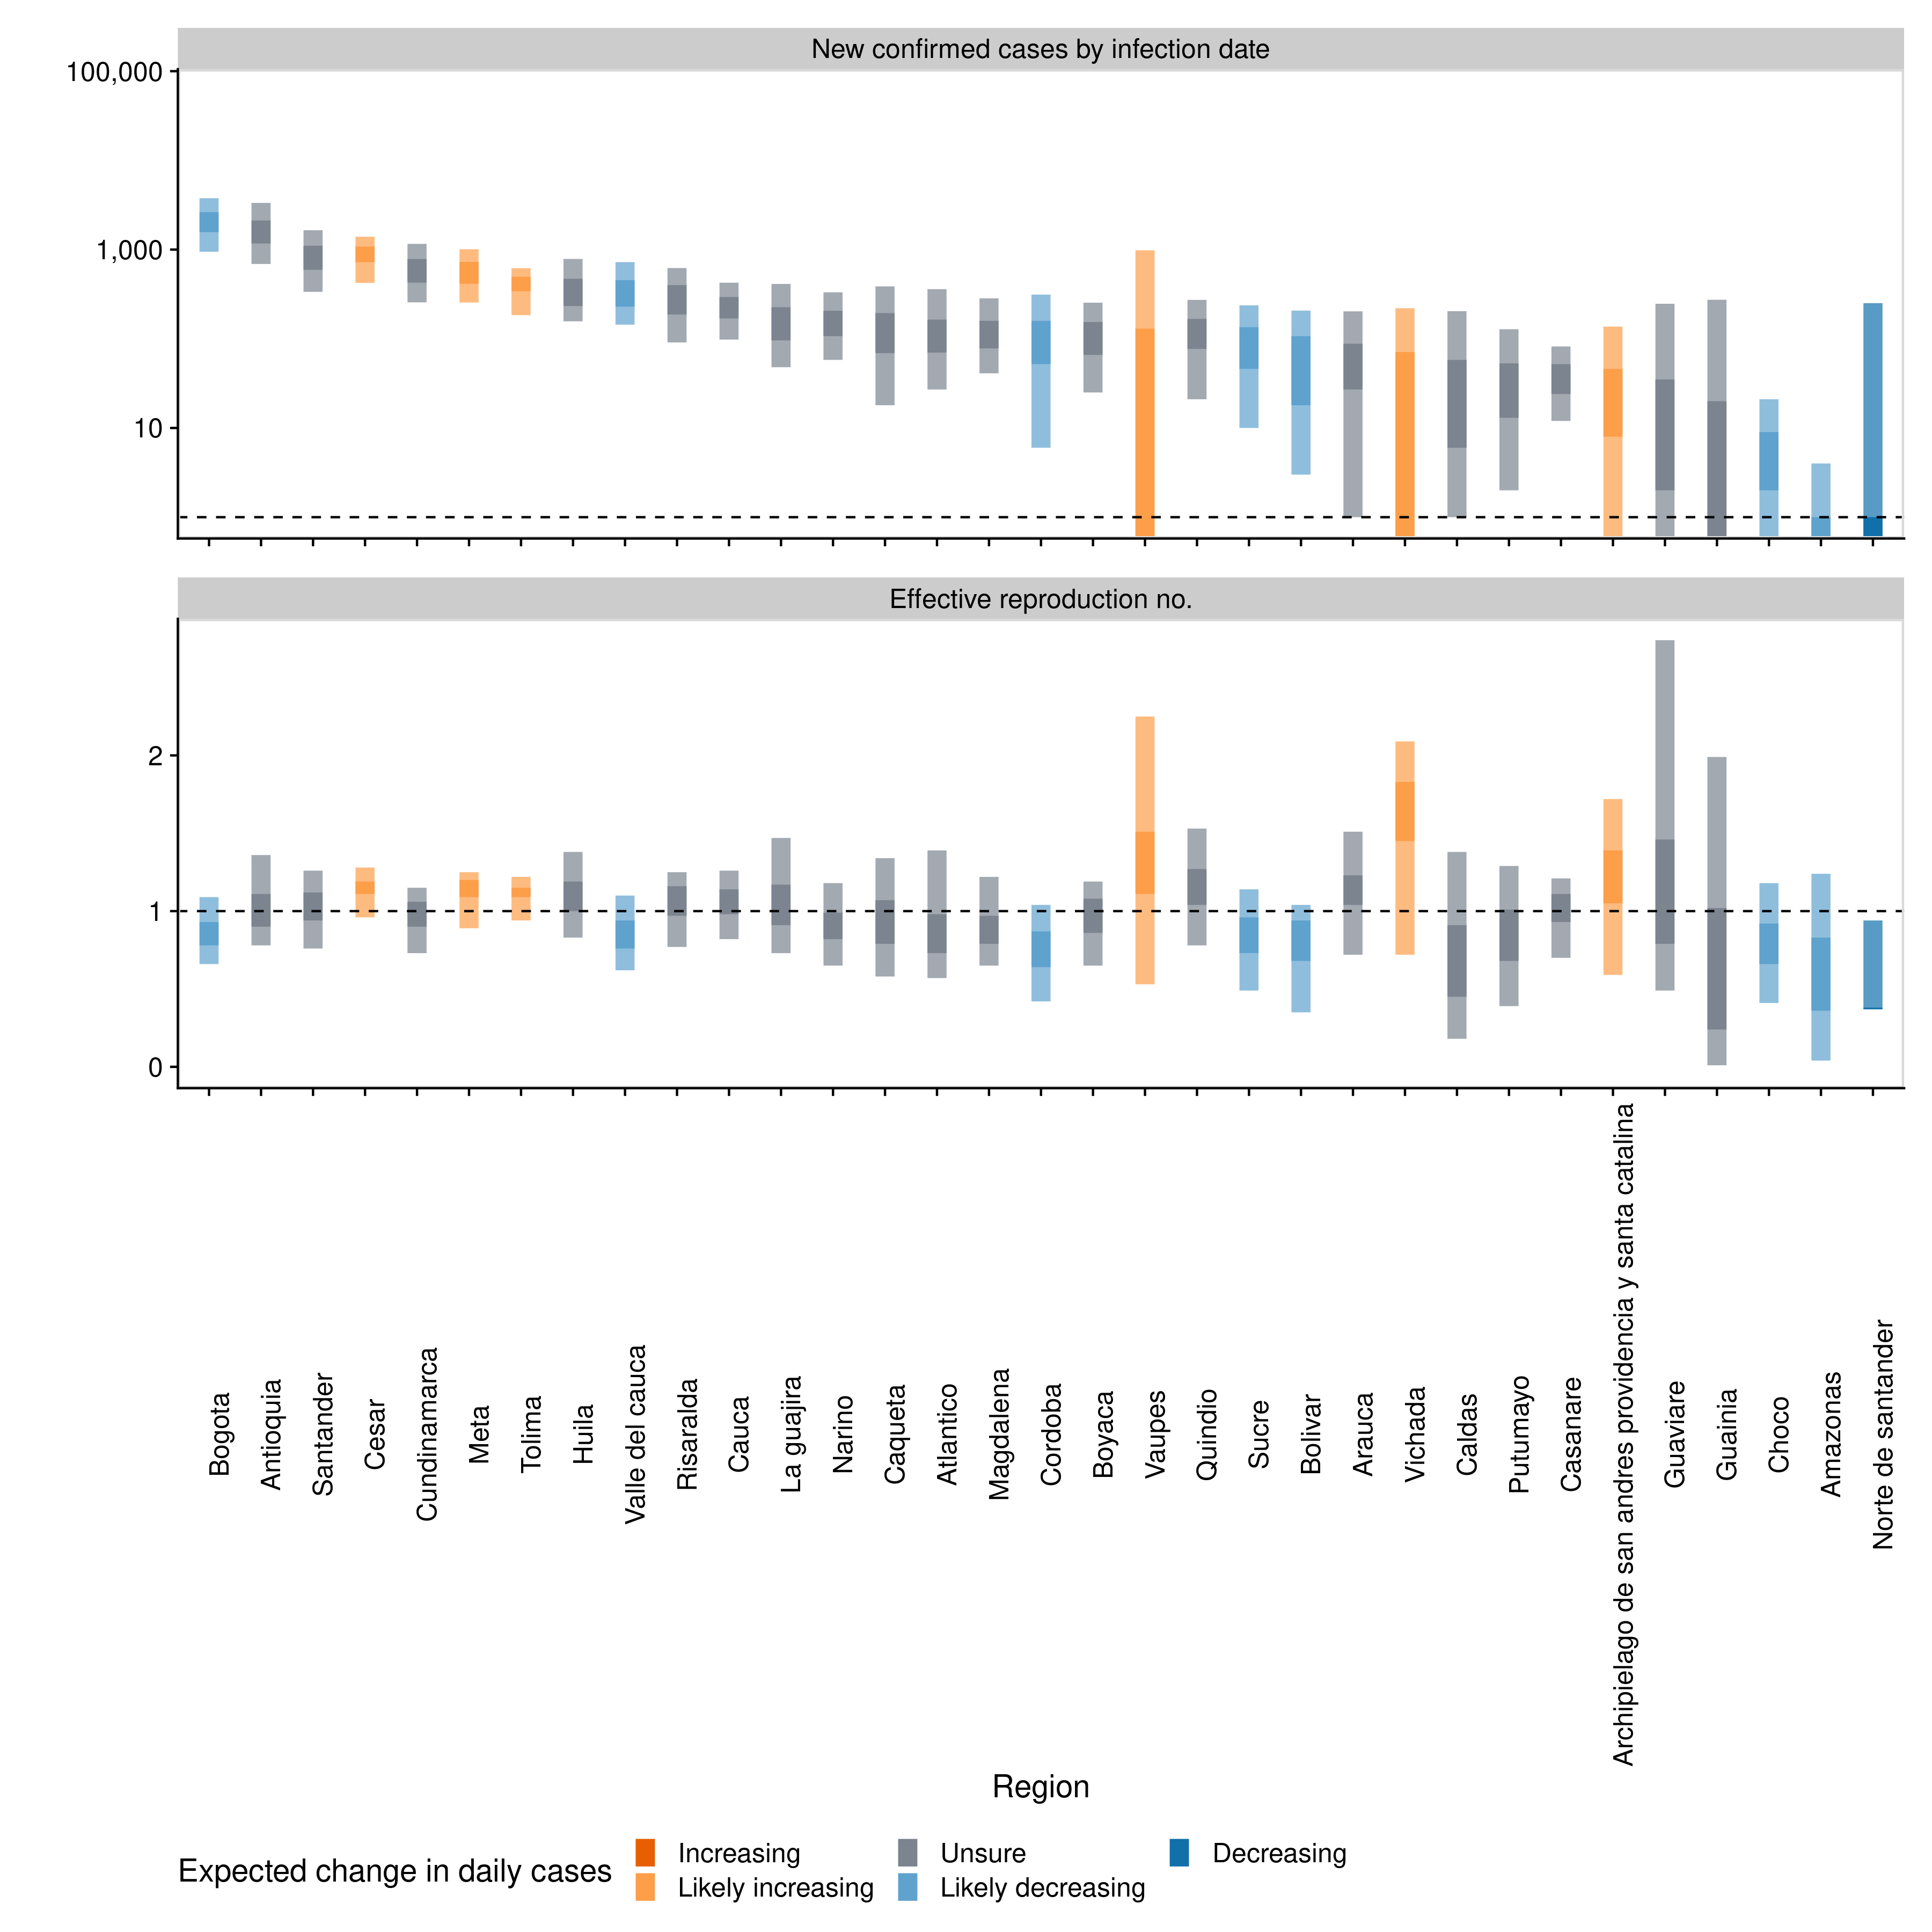 New confirmed cases by infection date
100,000
1,000
10
Effective reproduction no.
2
1
0
Bogota
Antioquia
Santander
Cesar
Cundinamarca
Meta
Tolima
Huila
Valle del cauca
Risaralda
Cauca
La guajira
Narino
Caqueta
Atlantico
Magdalena
Cordoba
Boyaca
Vaupes
Quindio
Sucre
Bolivar
Arauca
Vichada
Caldas
Putumayo
Casanare
Archipielago de san andres providencia y santa catalina
Guaviare
Guainia
Choco
Amazonas
Norte de santander
Region
Expected change in daily cases
Increasing
Likely increasing
Unsure
Likely decreasing
Decreasing